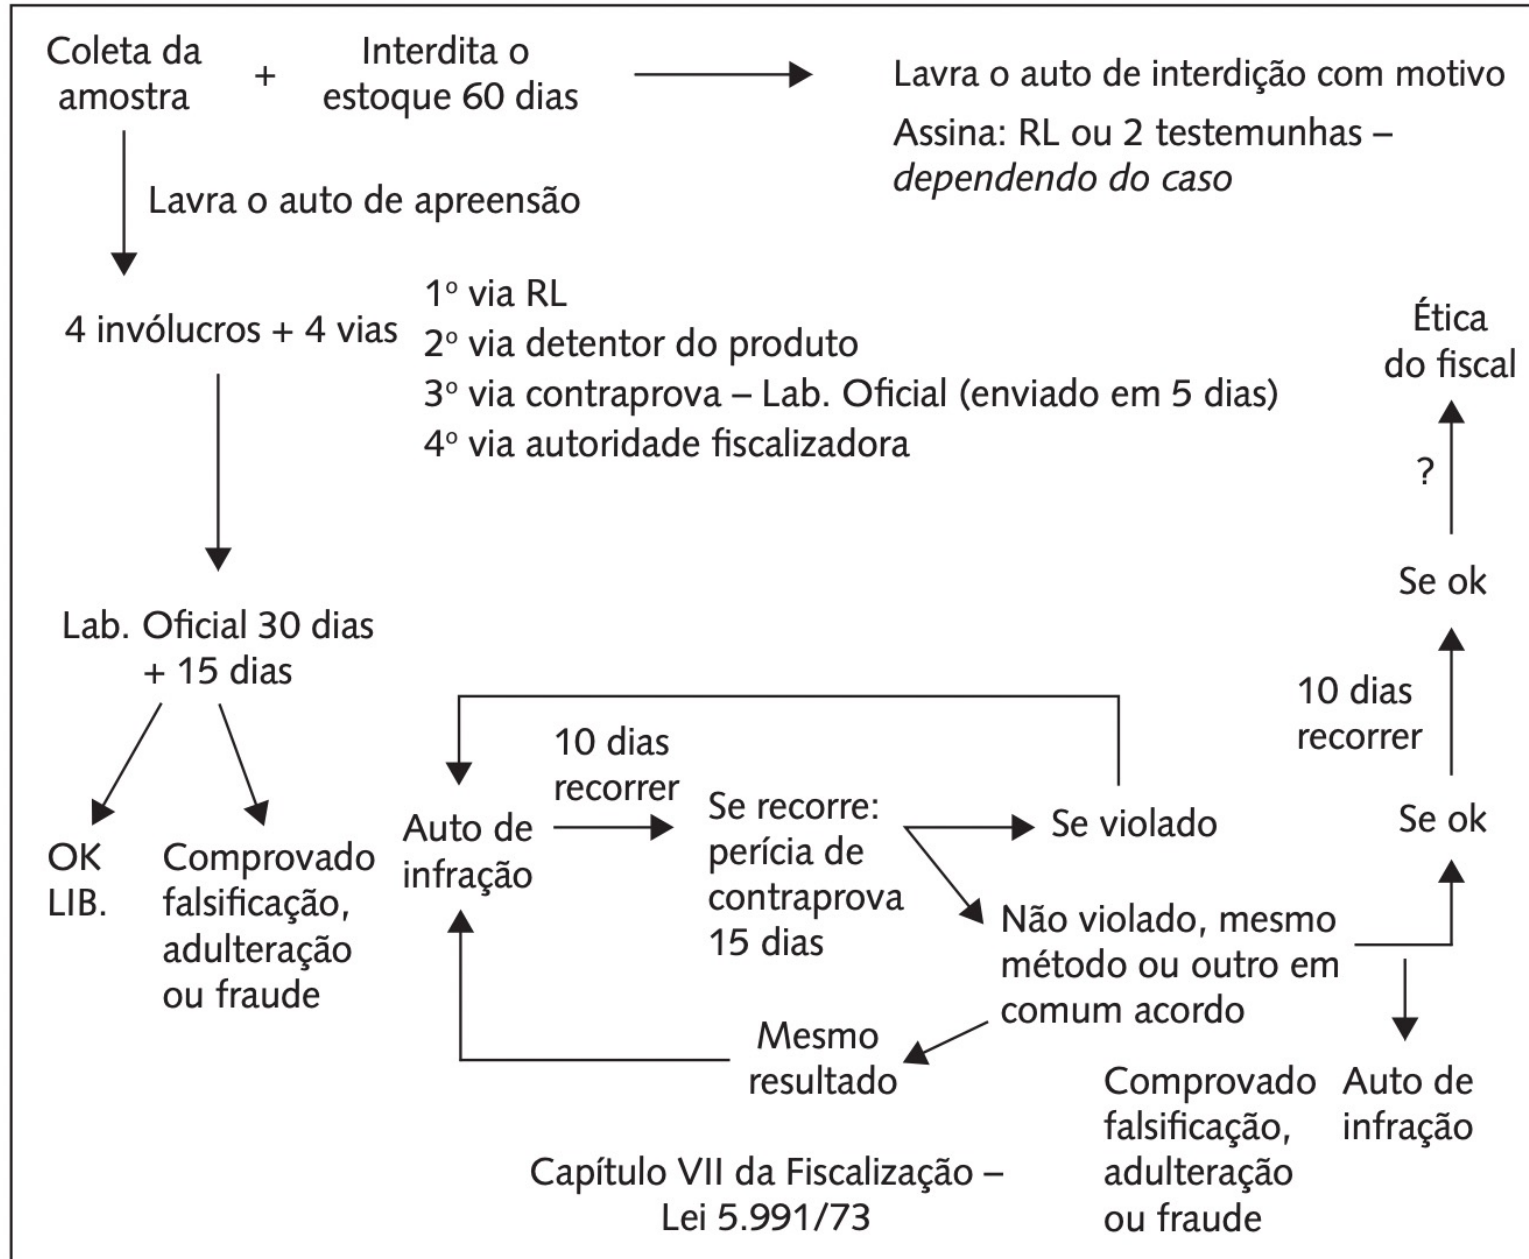 Coleta da
amostra
+
Interdita o
estoque 60 dias
Lavra o auto de interdição com motivo
Assina: RL ou 2 testemunhas –
dependendo do caso
Lavra o auto de apreensão
4 invólucros + 4 vias
1º via RL
2º via detentor do produto
3º via contraprova – Lab. Oficial (enviado em 5 dias)
4º via autoridade fiscalizadora
Ética
do fiscal
?
Se ok
10 dias
recorrer
Se ok
Lab. Oficial 30 dias
+ 15 dias
OK
LIB.
Comprovado
falsificação,
adulteração
ou fraude
Auto de
infração
10 dias
recorrer
Se recorre:
perícia de
contraprova
15 dias
Se violado
Não violado, mesmo
método ou outro em
comum acordo
Mesmo
resultado
Comprovado
falsificação,
adulteração
ou fraude
Auto de
infração
Capítulo VII da Fiscalização –
Lei 5.991/73